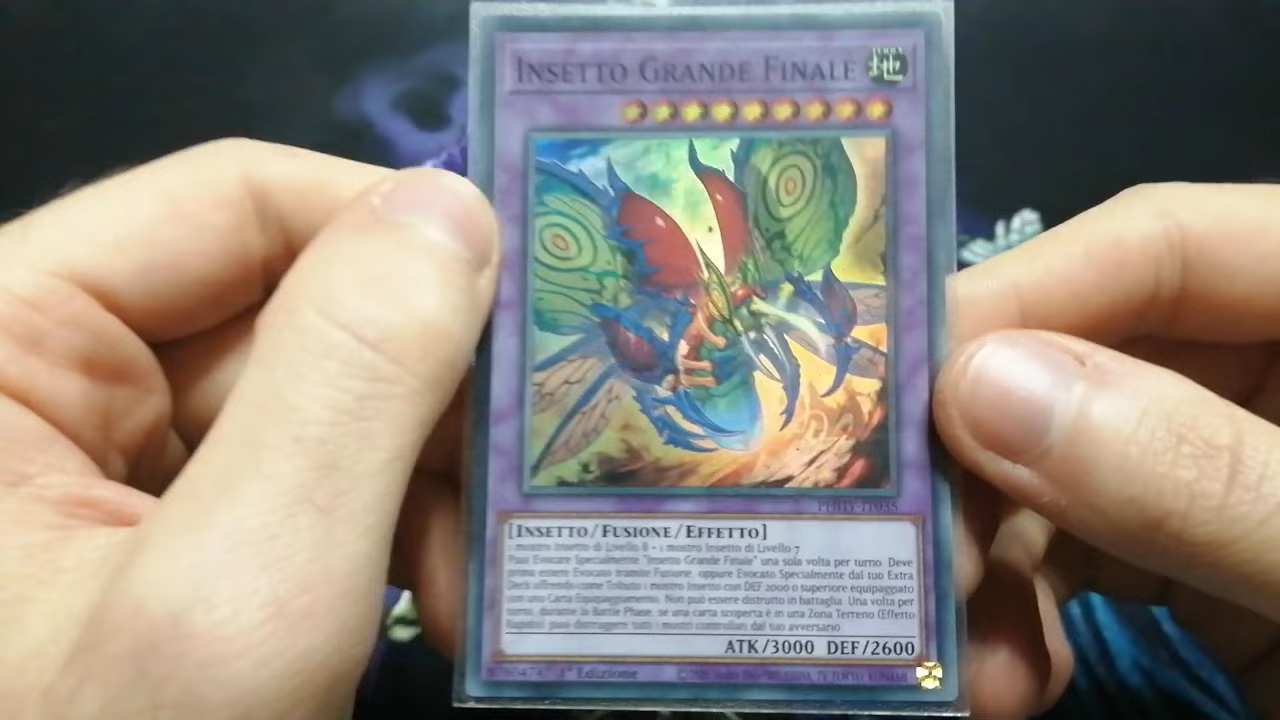 INSETTO GRANDE FINALE
地
PHHY-IT035
[INSETTO/FUSIONE/EFFETTO]
1 mostro Insetto di Livello 8 + 1 mostro Insetto di Livello 7
Puoi Evocare Specialmente "Insetto Grande Finale" una sola volta per turno. Deve
prima essere Evocato tramite Fusione, oppure Evocato Specialmente dal tuo Extra
Deck offrendo come Tributo 1 mostro Insetto con DEF 2000 o superiore equipaggiato
con una Carta Equipaggiamento. Non può essere distrutto in battaglia. Una volta per
turno, durante la Battle Phase, se una carta scoperta è in una Zona Terreno (Effetto
Rapido): puoi distruggere tutti i mostri controllati dal tuo avversario.
ATK/3000 DEF/2600
1ª Edizione